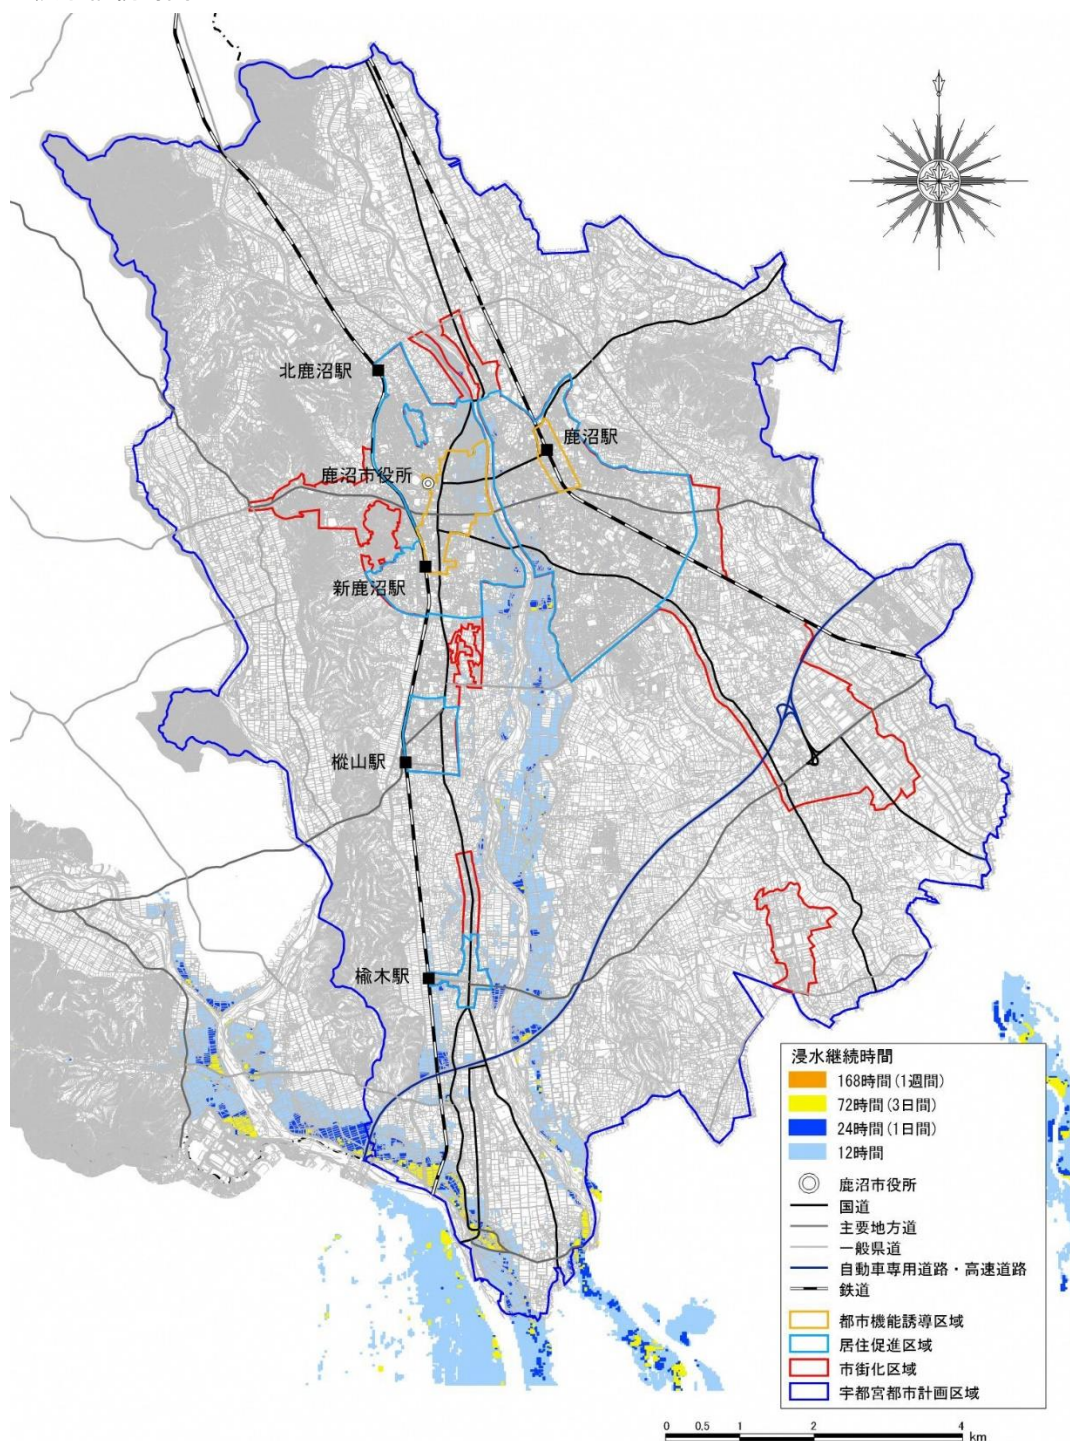 北鹿沼駅
鹿沼駅
鹿沼市役所
新鹿沼駅
樅山駅
楡木駅
浸水継続時間
168時間(1週間)
72時間(3日間)
24時間(1日間)
12時間
鹿沼市役所
国道
主要地方道
一般県道
自動車専用道路・高速道路
鉄道
都市機能誘導区域
居住促進区域
市街化区域
宇都宮都市計画区域
0 0.5 1 2 4
km